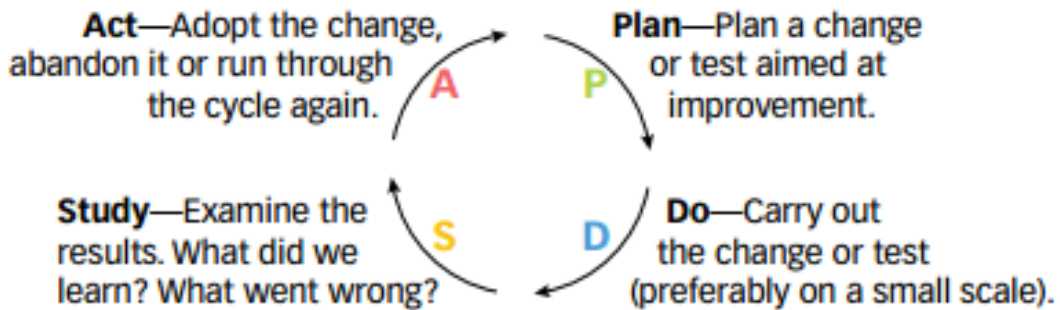 Act—Adopt the change,
abandon it or run through
the cycle again.
A
P
Plan—Plan a change
or test aimed at
improvement.
Study—Examine the
results. What did we
learn? What went wrong?
S
D
Do—Carry out
the change or test
(preferably on a small scale).